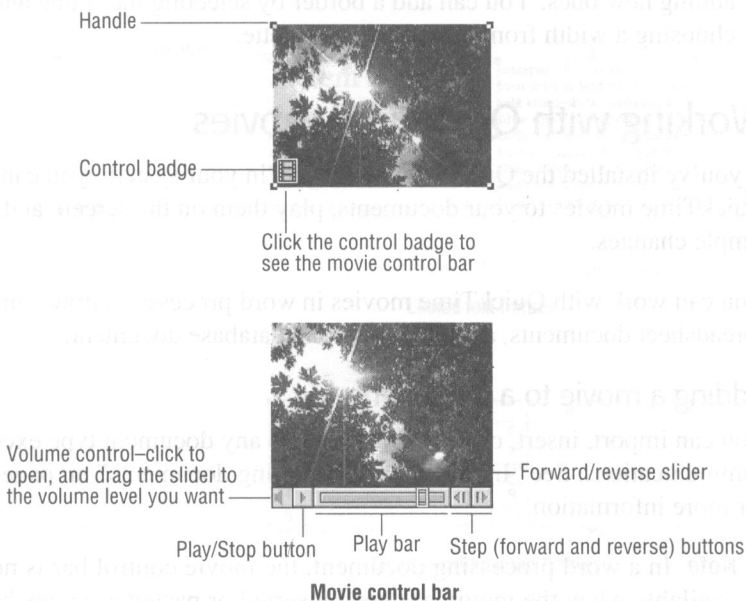 Handle
Control badge
Click the control badge to
see the movie control bar
Volume control–click to
open, and drag the slider to
the volume level you want
Forward/reverse slider
Play/Stop button
Play bar
Step (forward and reverse) buttons
Movie control bar